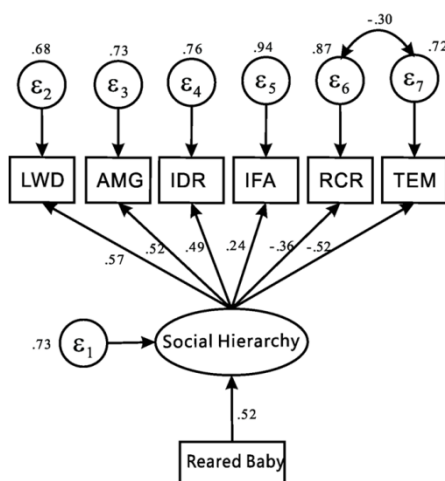 -.30
.68 .73 .76 .94 .87 .72
ε2 ε3 ε4 ε5 ε6 ε7
LWD AMG IDR IFA RCR TEM
.57 .52 .49 .24 -.36 -.52
.73 ε1 Social Hierarchy
.52
Reared Baby